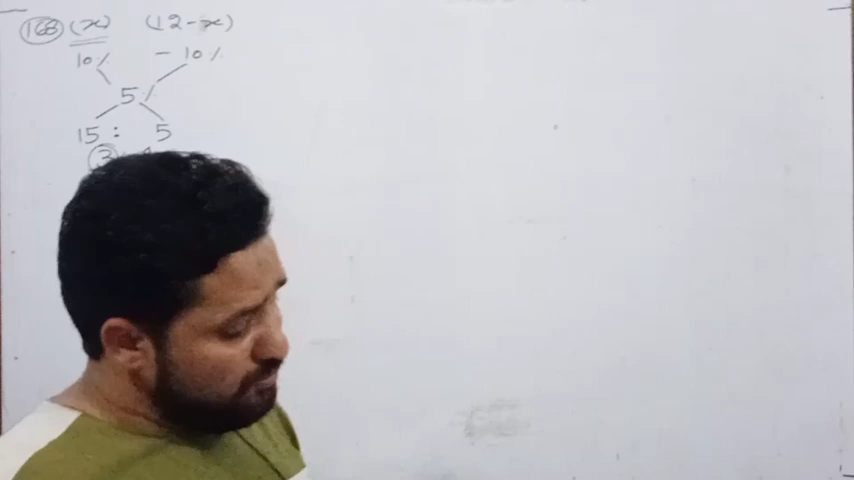 168 (x) (12-x)
10% -10%
5
15 : 5
3